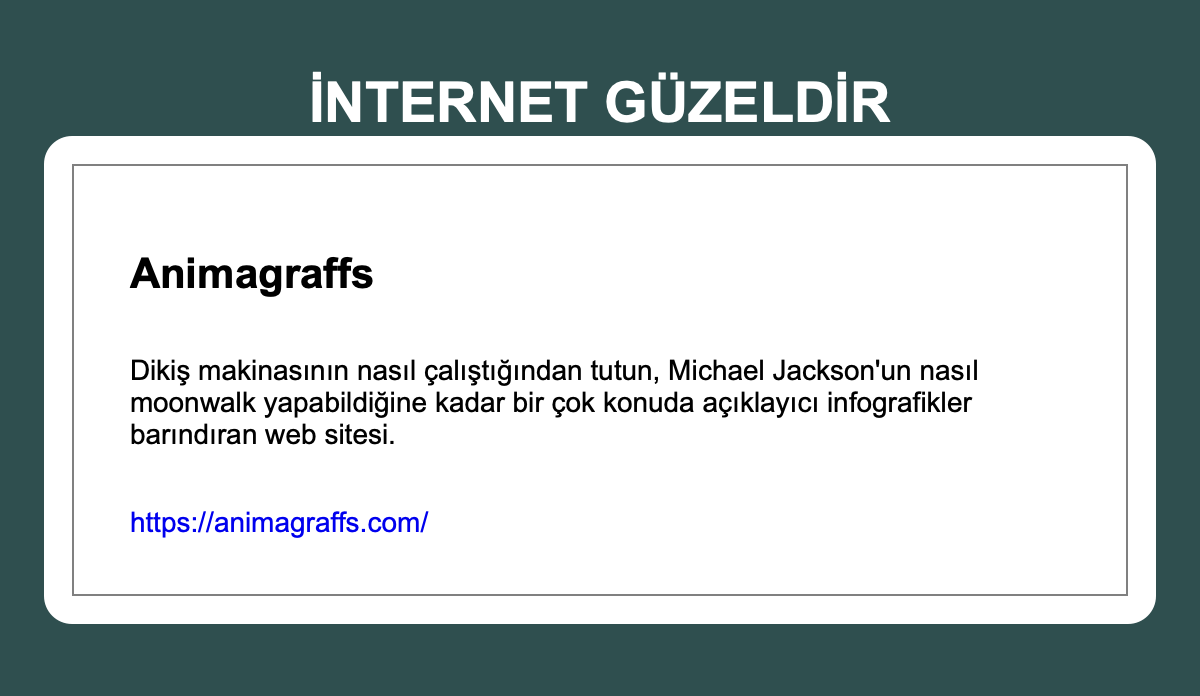 İNTERNET GÜZELDİR
Animagraffs
Dikiş makinasının nasıl çalıştığından tutun, Michael Jackson'un nasıl
moonwalk yapabildiğine kadar bir çok konuda açıklayıcı infografikler
barındıran web sitesi.
https://animagraffs.com/